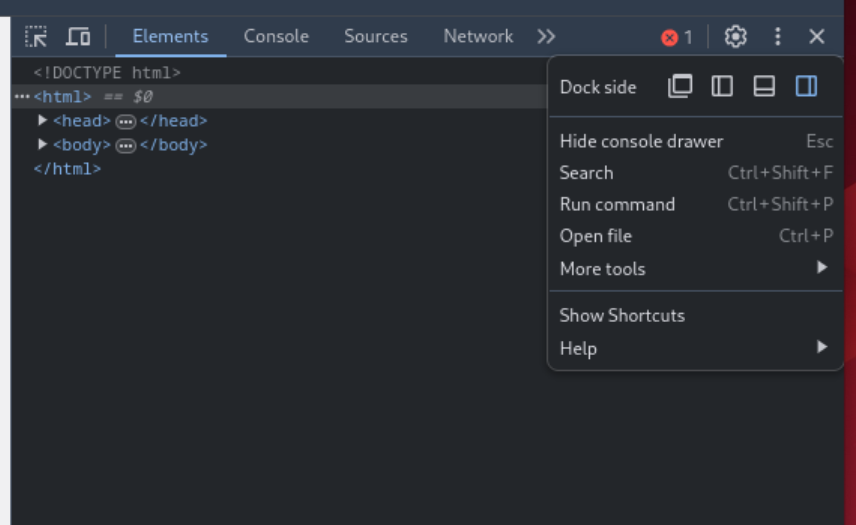 Elements Console Sources Network 1
<!DOCTYPE html>
Dock side
<html> == $0
<head> </head>
<body> </body>
</html>
Hide console drawer Esc
Search Ctrl+Shift+F
Run command Ctrl+Shift+P
Open file Ctrl+P
More tools
Show Shortcuts
Help